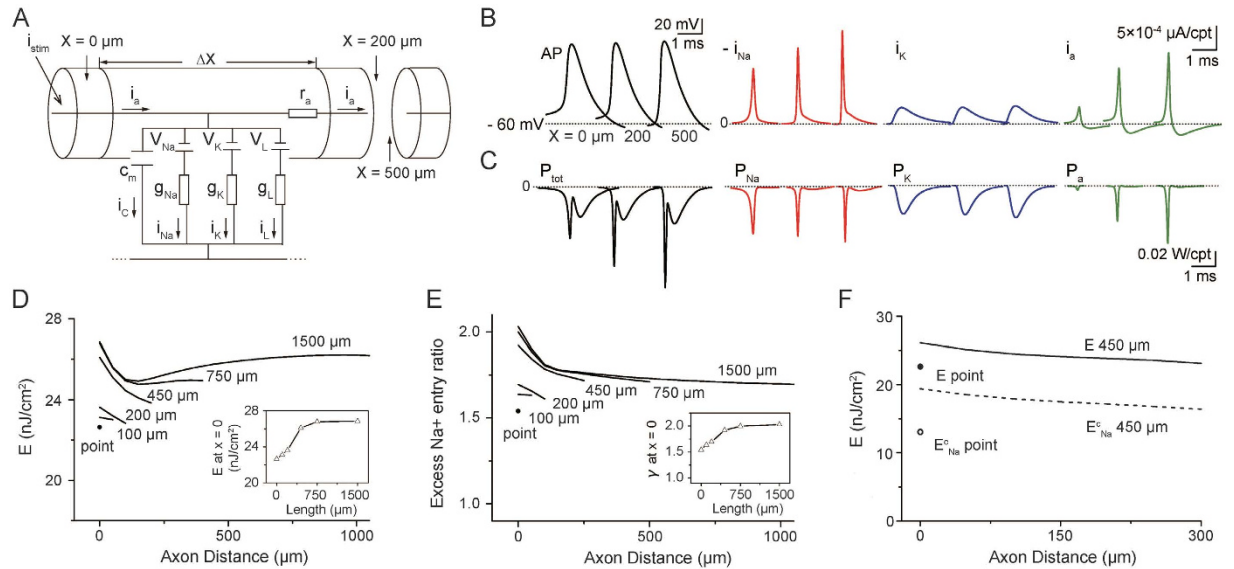 A
i_stim
X = 0 µm
ΔX
X = 200 µm
i_a
r_a
i_a
V_Na
V_K
V_L
X = 500 µm
c_m
g_Na
g_K
g_L
i_C
i_Na
i_K
i_L
B
20 mV
1 ms
AP
- 60 mV
X = 0 µm
200
500
- i_Na
0
i_K
i_a
5×10⁻⁴ µA/cpt
1 ms
C
0
P_tot
P_Na
P_K
P_a
0.02 W/cpt
1 ms
D
28
26
24
22
20
18
E (nJ/cm²)
1500 µm
750 µm
450 µm
200 µm
100 µm
point
28
26
24
22
E at x = 0
(nJ/cm²)
0 750 1500
Length (µm)
0 500 1000
Axon Distance (µm)
E
2.0
1.5
1.0
Excess Na+ entry ratio
1500 µm
750 µm
450 µm
200 µm
100 µm
point
2.0
1.5
1.0
γ at x = 0
0 750 1500
Length (µm)
0 500 1000
Axon Distance (µm)
F
30
20
10
0
E (nJ/cm²)
E 450 µm
E point
E^c_Na 450 µm
E^c_Na point
0 150 300
Axon Distance (µm)